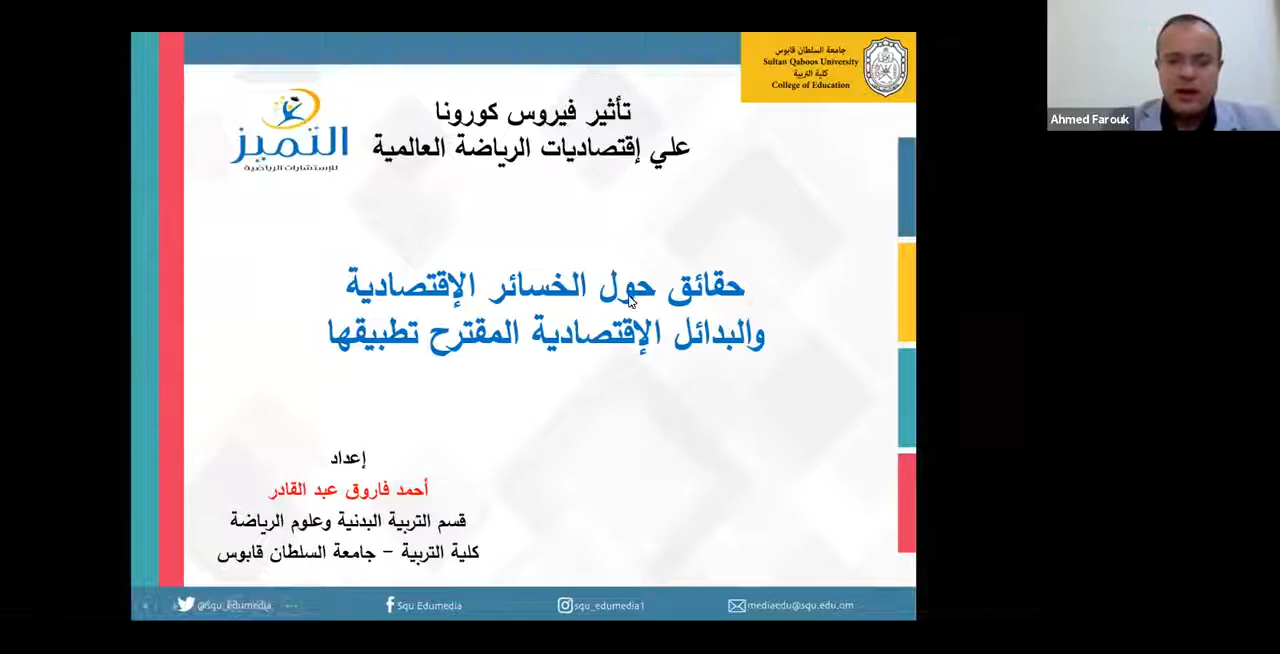 جامعة السلطان قابوس
Sultan Qaboos University
كلية التربية
College of Education
Ahmed Farouk
التميز
للإستشارات الرياضية
تأثير فيروس كورونا
علي إقتصاديات الرياضة العالمية
حقائق حول الخسائر الإقتصادية
والبدائل الإقتصادية المقترح تطبيقها
إعداد
أحمد فاروق عبد القادر
قسم التربية البدنية وعلوم الرياضة
كلية التربية – جامعة السلطان قابوس
@squ_edumedia
Squ Edumedia
squ_edumedia1
mediaedu@squ.edu.om